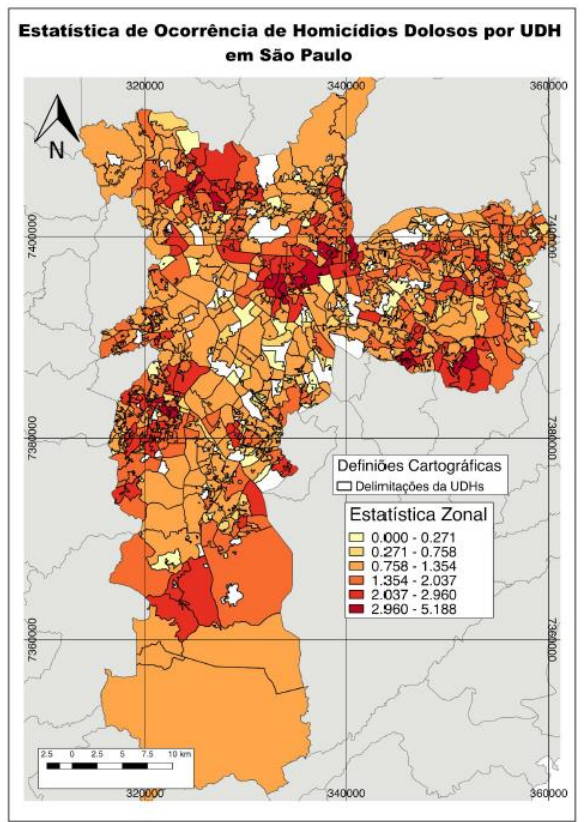 Estatística de Ocorrência de Homicídios Dolosos por UDH
em São Paulo
320000
340000
360000
N
7400000
7400000
7380000
7380000
Definiões Cartográficas
Delimitações da UDHs
Estatística Zonal
0.000 - 0.271
0.271 - 0.758
0.758 - 1.354
1.354 - 2.037
2.037 - 2.960
2.960 - 5.188
7360000
7360000
2.5 0 2.5 5 7.5 10 km
320000
340000
360000